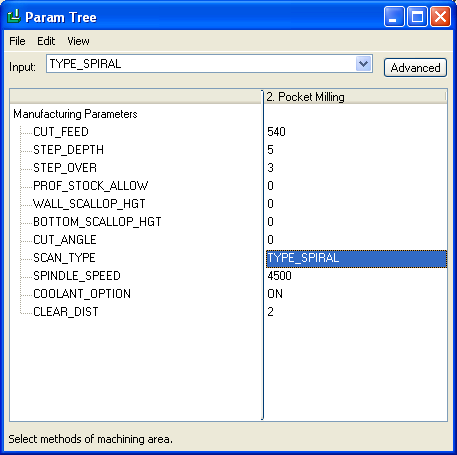 Param Tree
File Edit View
Input: TYPE_SPIRAL Advanced
2. Pocket Milling
Manufacturing Parameters
CUT_FEED 540
STEP_DEPTH 5
STEP_OVER 3
PROF_STOCK_ALLOW 0
WALL_SCALLOP_HGT 0
BOTTOM_SCALLOP_HGT 0
CUT_ANGLE 0
SCAN_TYPE TYPE_SPIRAL
SPINDLE_SPEED 4500
COOLANT_OPTION ON
CLEAR_DIST 2
Select methods of machining area.